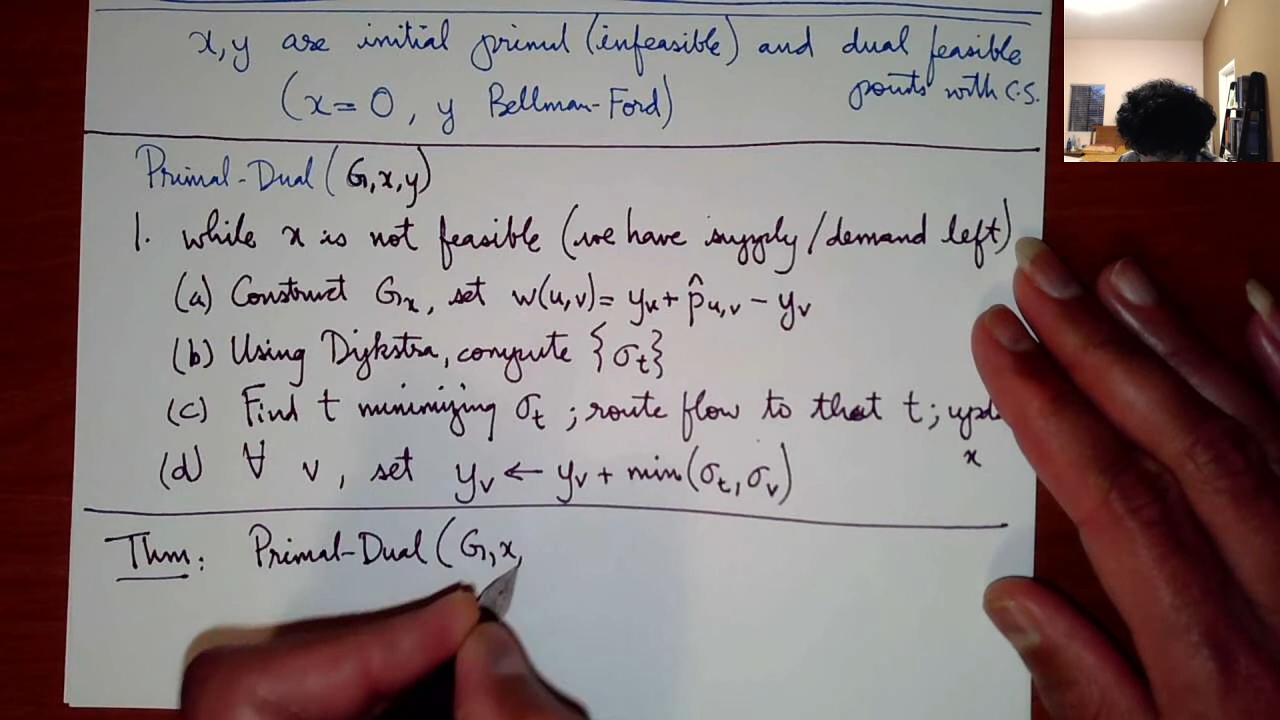 x, y are initial primal (infeasible) and dual feasible
points with C.S.
(x = 0, y Bellman-Ford)
Primal-Dual (G, x, y)
1. while x is not feasible (we have supply/demand left)
(a) Construct Gₓ, set w(u,v) = y_u + p̂_{u,v} - y_v
(b) Using Dijkstra, compute {σ_t}
(c) Find t minimizing σ_t ; route flow to that t ;
x
(d) ∀ v, set y_v ← y_v + min(σ_t, σ_v)
Thm: Primal-Dual (G, x,